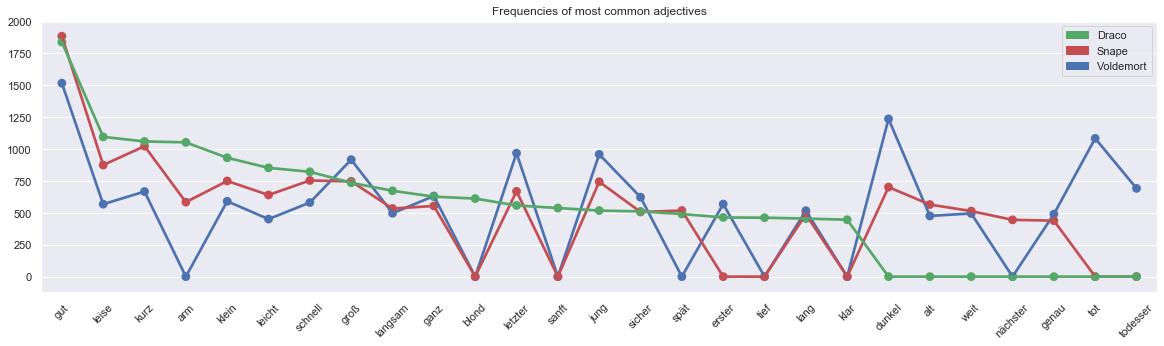 Frequencies of most common adjectives
Draco
Snape
Voldemort
2000
1750
1500
1250
1000
750
500
250
0
gut
leise
kurz
arm
klein
leicht
schnell
groß
langsam
ganz
blond
letzter
sanft
jung
sicher
spät
erster
tief
lang
klar
dunkel
alt
weit
nächster
genau
tot
todesser